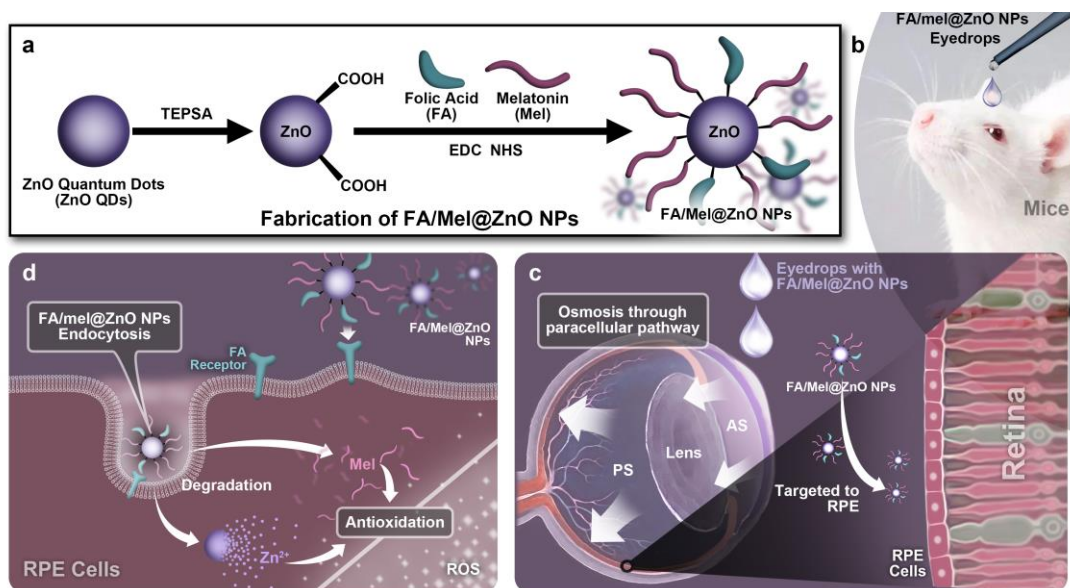 a
TEPSA
COOH
ZnO
COOH
ZnO Quantum Dots
(ZnO QDs)
Folic Acid
(FA)
Melatonin
(Mel)
EDC NHS
ZnO
FA/Mel@ZnO NPs
Fabrication of FA/Mel@ZnO NPs
b
FA/mel@ZnO NPs
Eyedrops
Mice
d
FA/mel@ZnO NPs
Endocytosis
FA
Receptor
FA/Mel@ZnO
NPs
Degradation
Mel
Antioxidation
Zn²⁺
RPE Cells
ROS
c
Eyedrops with
FA/Mel@ZnO NPs
Osmosis through
paracellular pathway
FA/Mel@ZnO NPs
AS
Lens
PS
Targeted to
RPE
RPE
Cells
Retina